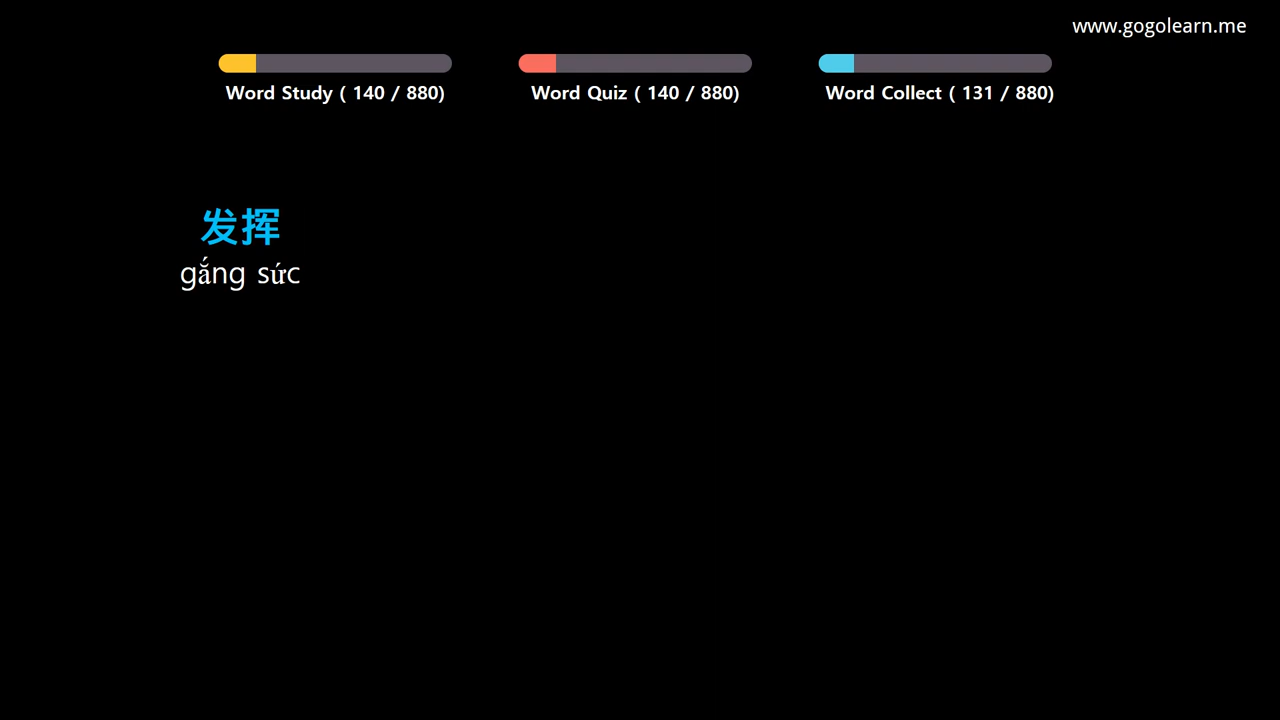 www.gogolearn.me
Word Study ( 140 / 880)
Word Quiz ( 140 / 880)
Word Collect ( 131 / 880)
发挥
gắng sức